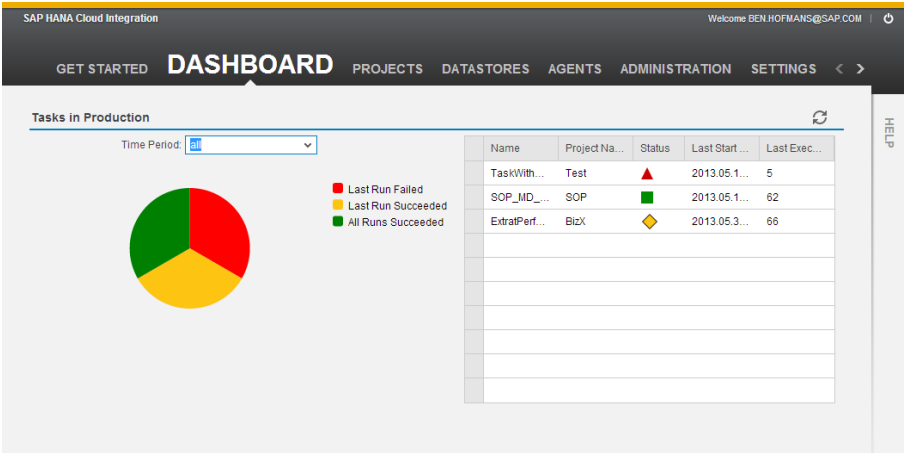 SAP HANA Cloud Integration
Welcome BEN.HOFMANS@SAP.COM
GET STARTED DASHBOARD PROJECTS DATASTORES AGENTS ADMINISTRATION SETTINGS < >
HELP
Tasks in Production
Time Period: all
Last Run Failed
Last Run Succeeded
All Runs Succeeded
Name Project Na... Status Last Start ... Last Exec...
TaskWith... Test 2013.05.1... 5
SOP_MD_... SOP 2013.05.1... 62
ExtratPerf... BizX 2013.05.3... 66